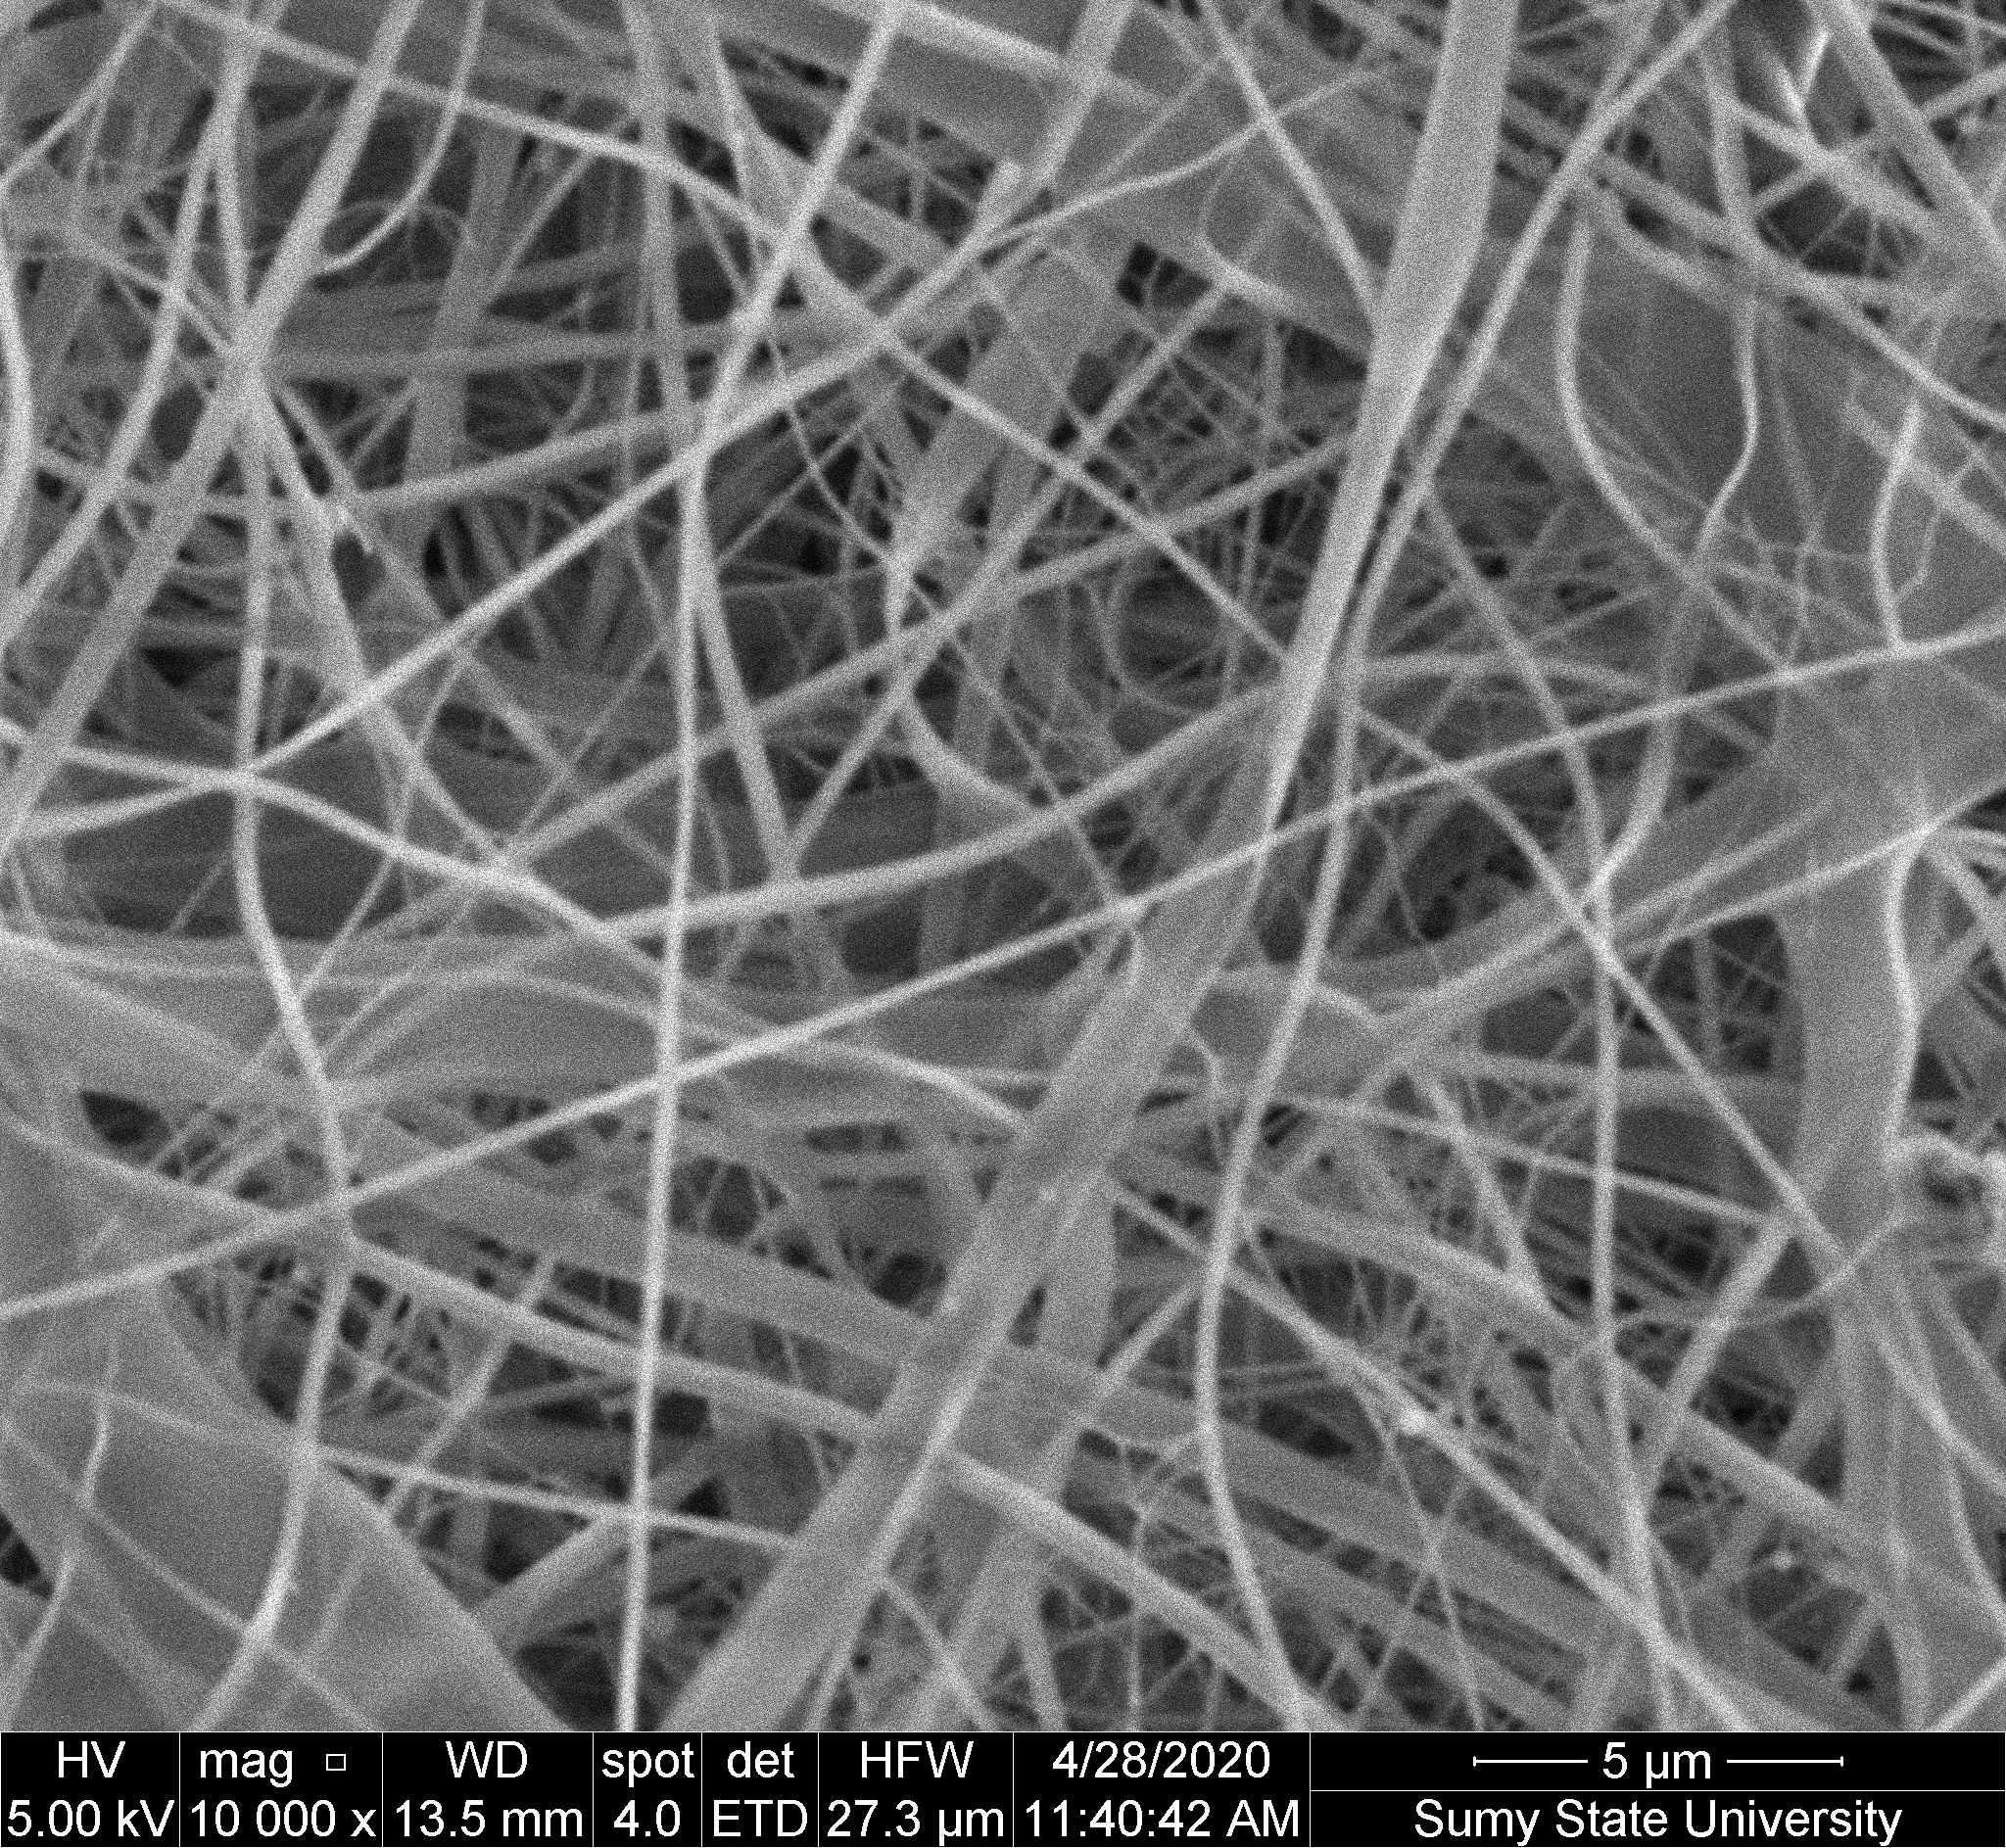 HV mag □ WD spot det HFW 4/28/2020 5 µm
5.00 kV 10 000 x 13.5 mm 4.0 ETD 27.3 µm 11:40:42 AM Sumy State University